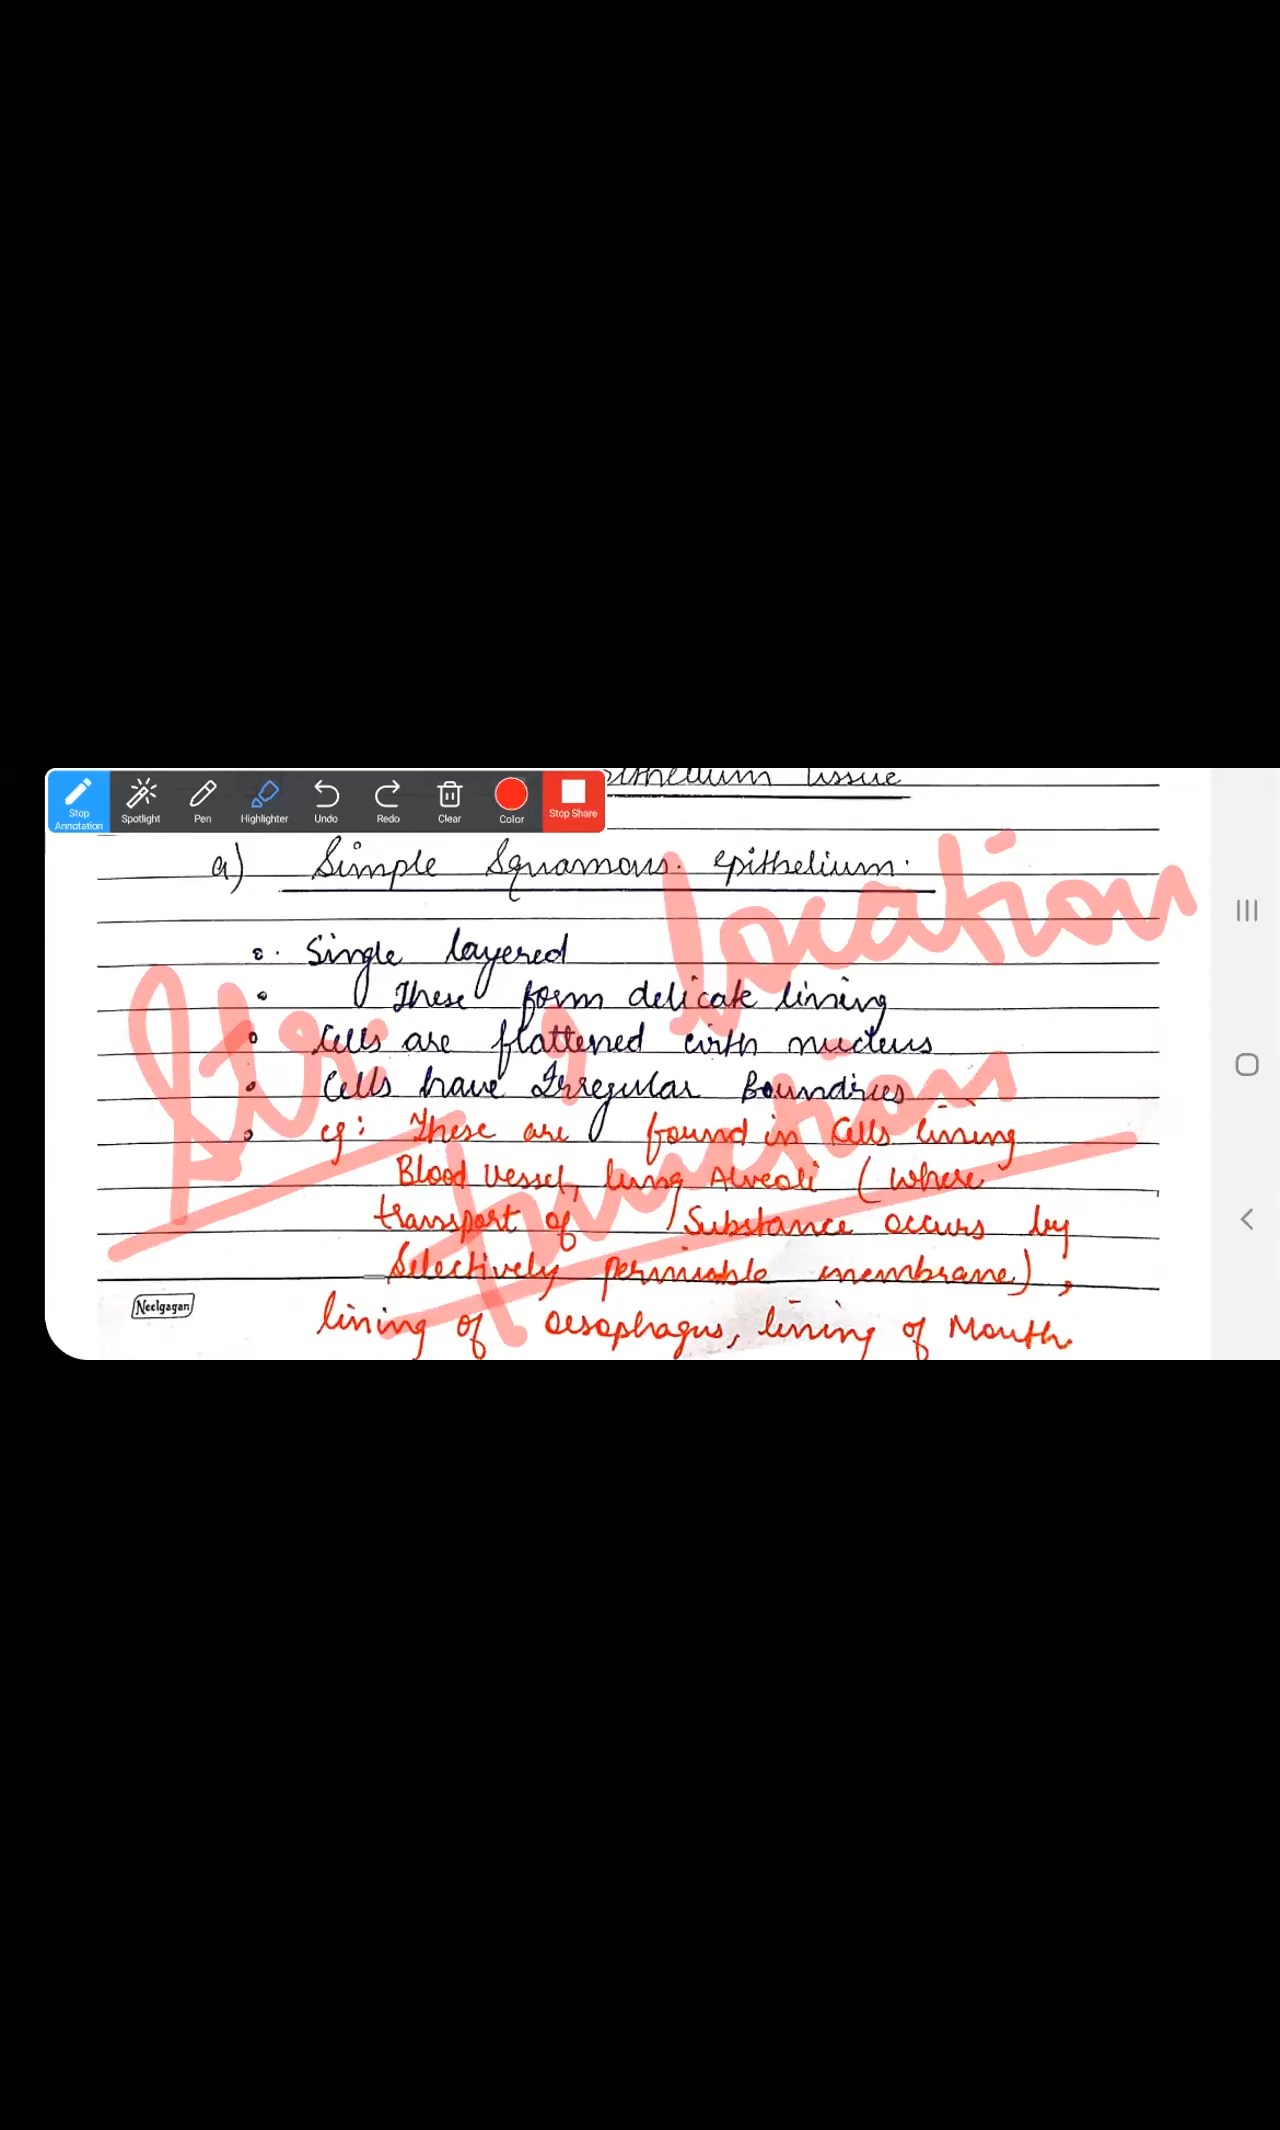 Stop Annotation
Spotlight
Pen
Highlighter
Undo
Redo
Clear
Color
Stop Share
tissue
a) Simple Squamous. epithelium.
Single layered
These form delicate lining
Cells are flattened with nucleus
Cells have Irregular Boundries
eg: These are found in Cells lining
Blood vessel, lung Alveoli (where
transport of Substance occurs by
Selectively permiable membrane),
lining of oesophagus, lining of Mouth.
Str. , location
function
Neelgagan